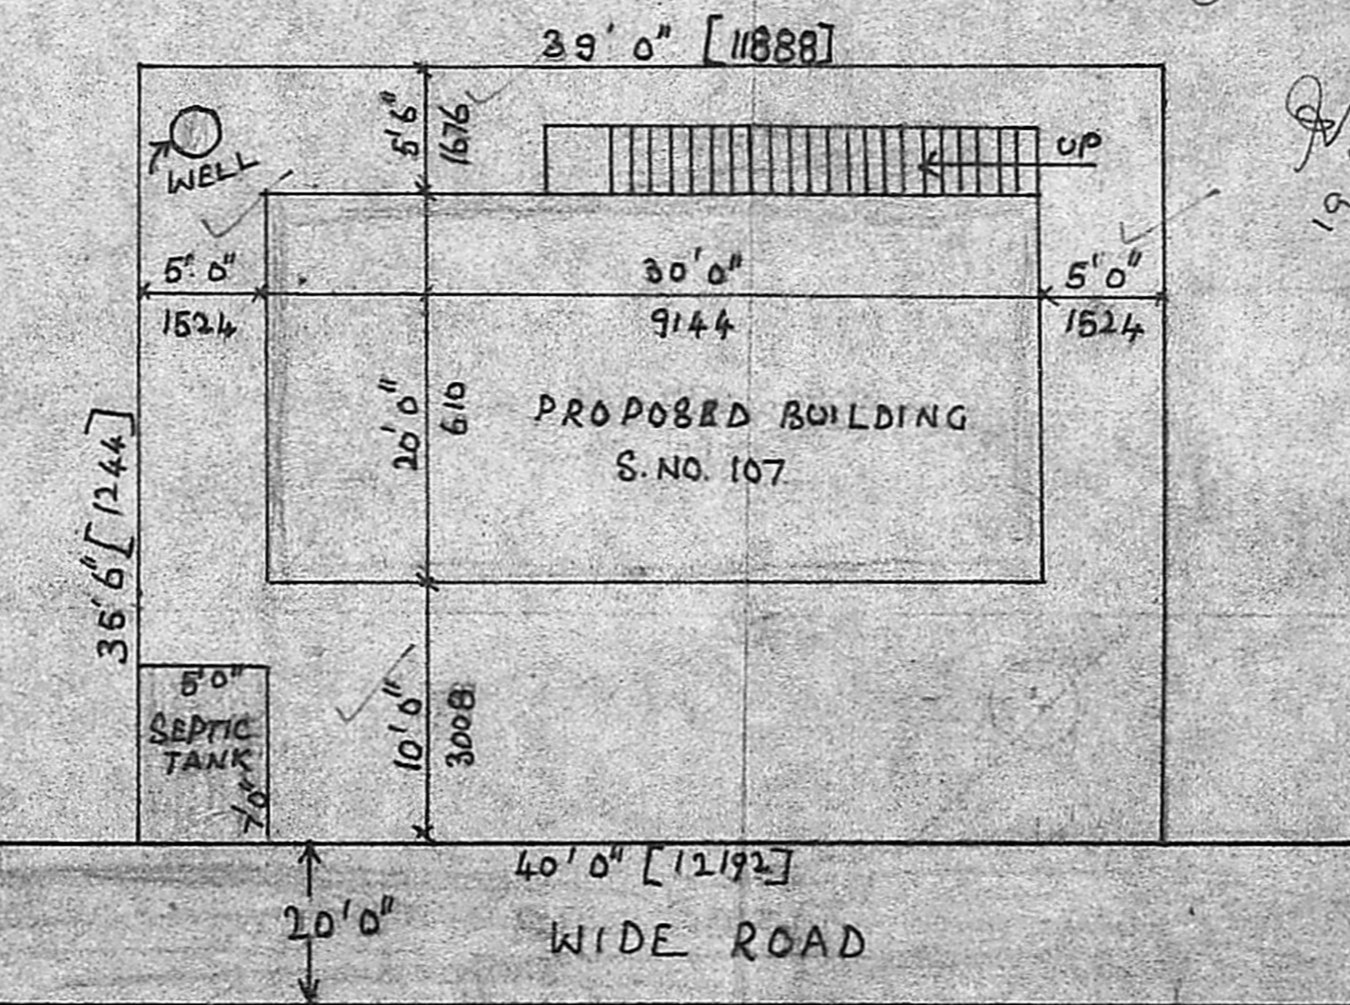 39' 0" [11888]
5'6"
1676
UP
WELL
5'.0"
1524
30'0"
9144
5'0"
1524
20'0"
610
PROPOSED BUILDING
S.NO. 107
35'6" [1244]
5'0"
SEPTIC
TANK
7'0"
10'0"
3008
40'0" [12192]
20'0"
WIDE ROAD
19